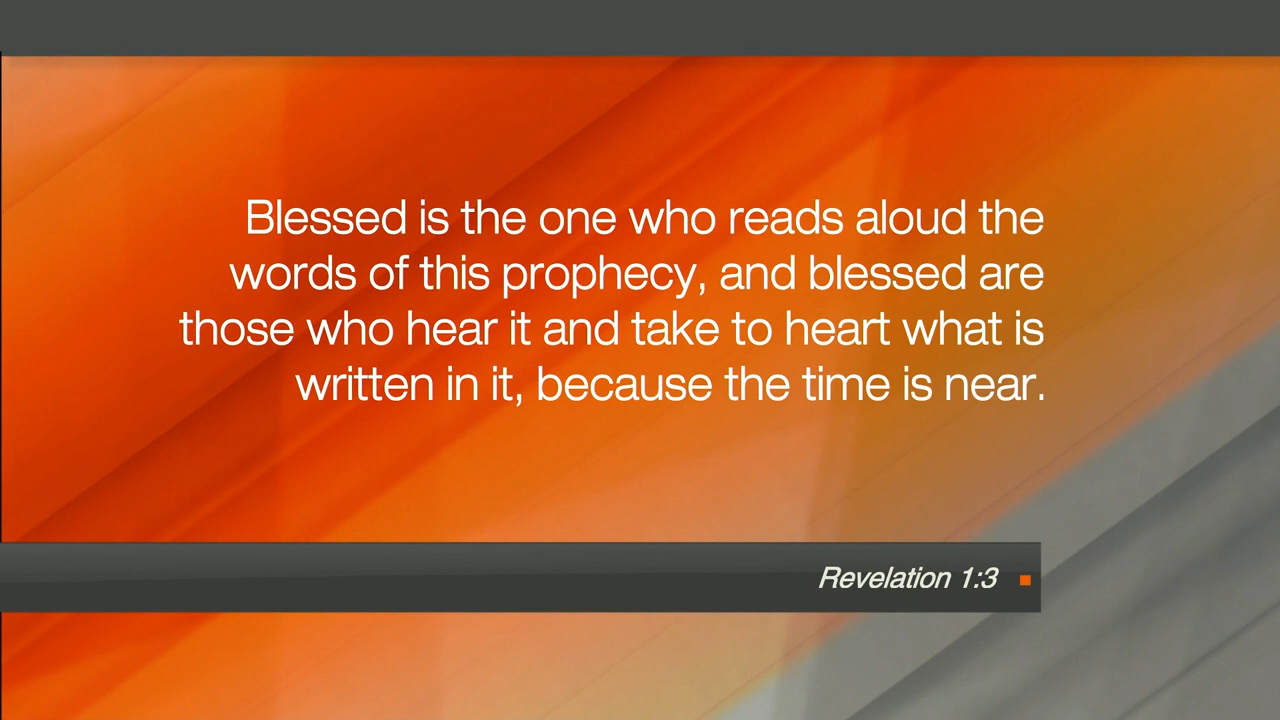 Blessed is the one who reads aloud the
words of this prophecy, and blessed are
those who hear it and take to heart what is
written in it, because the time is near.
Revelation 1:3